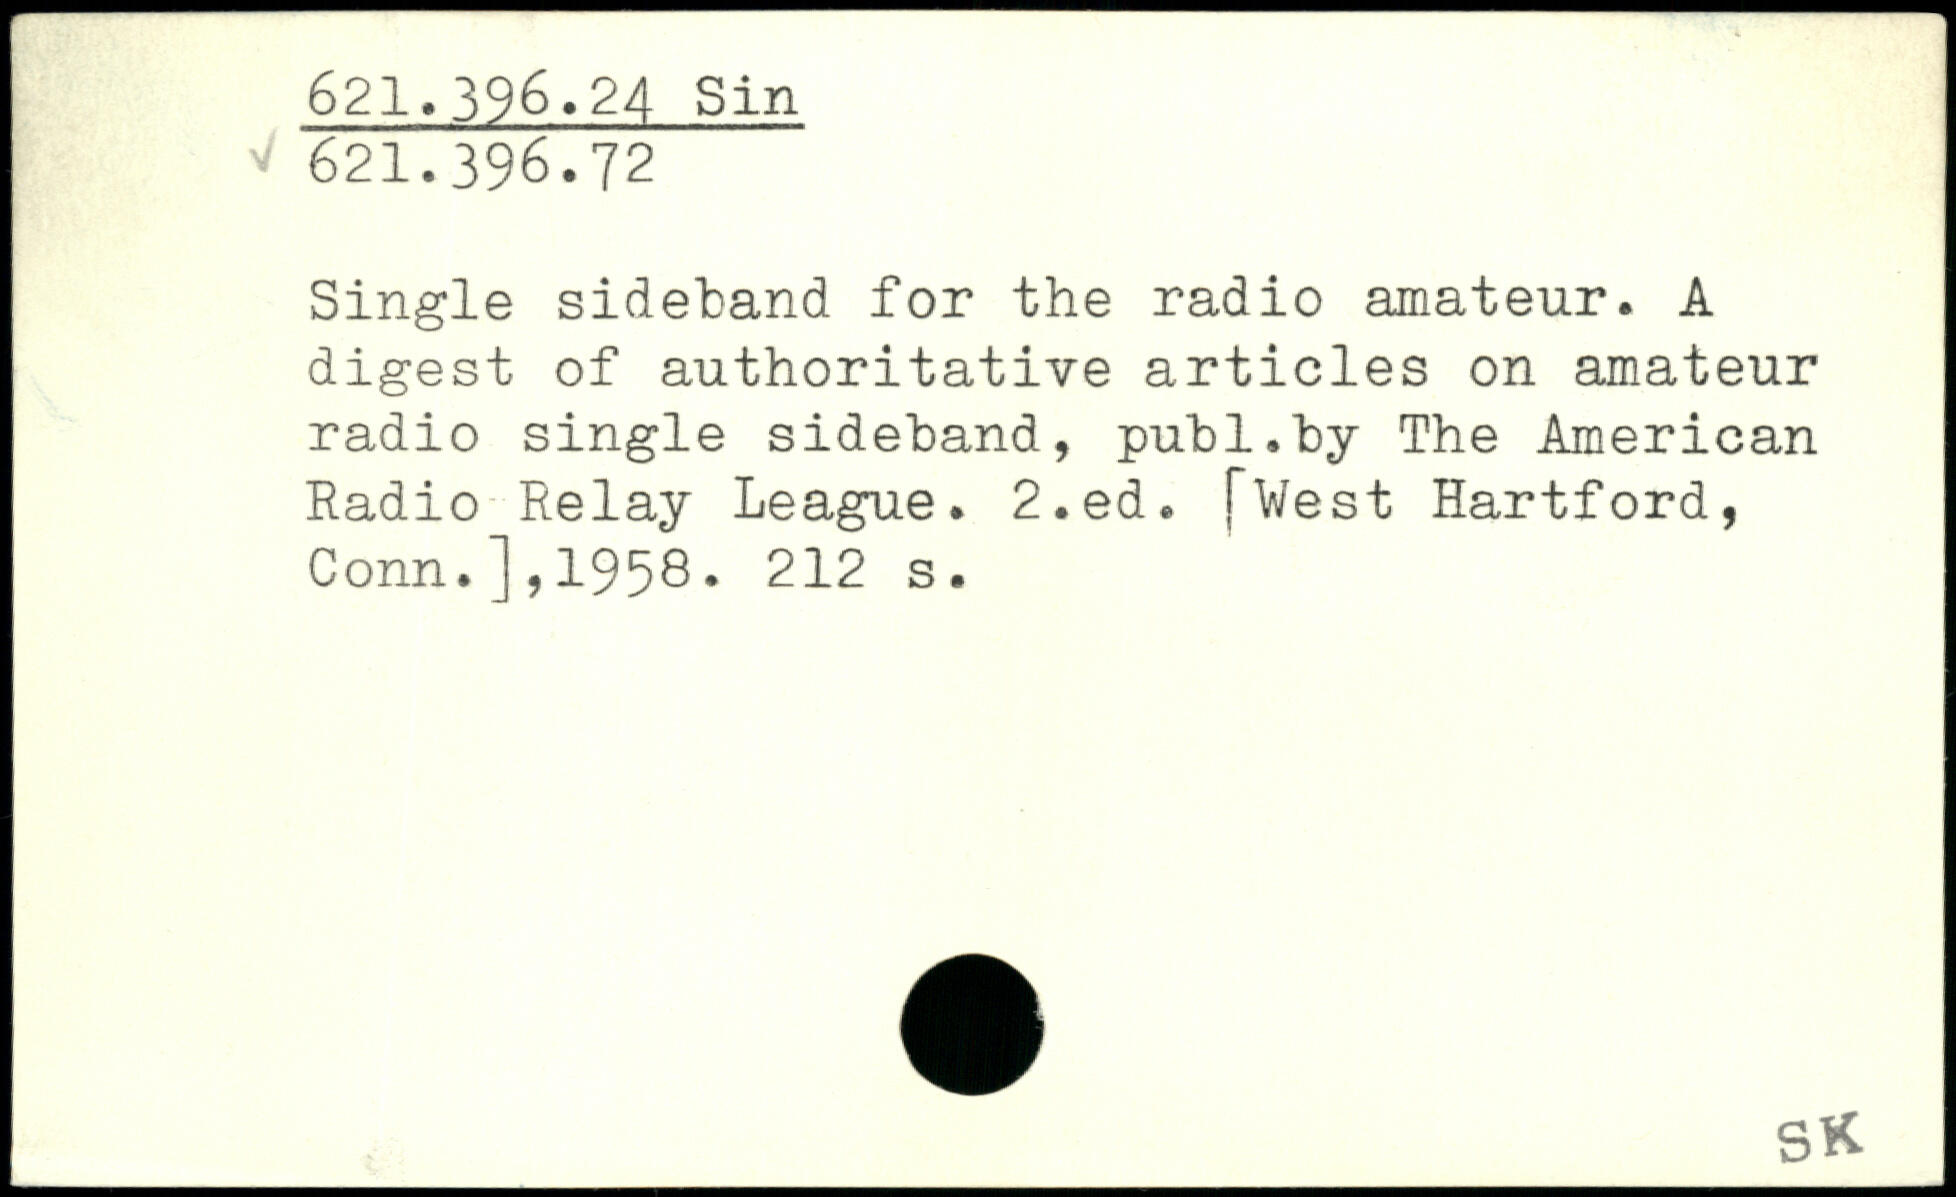 621.396.24 Sin
621.396.72
Single sideband for the radio amateur. A
digest of authoritative articles on amateur
radio single sideband, publ.by The American
Radio Relay League. 2.ed. [West Hartford,
Conn.],1958. 212 s.
SK